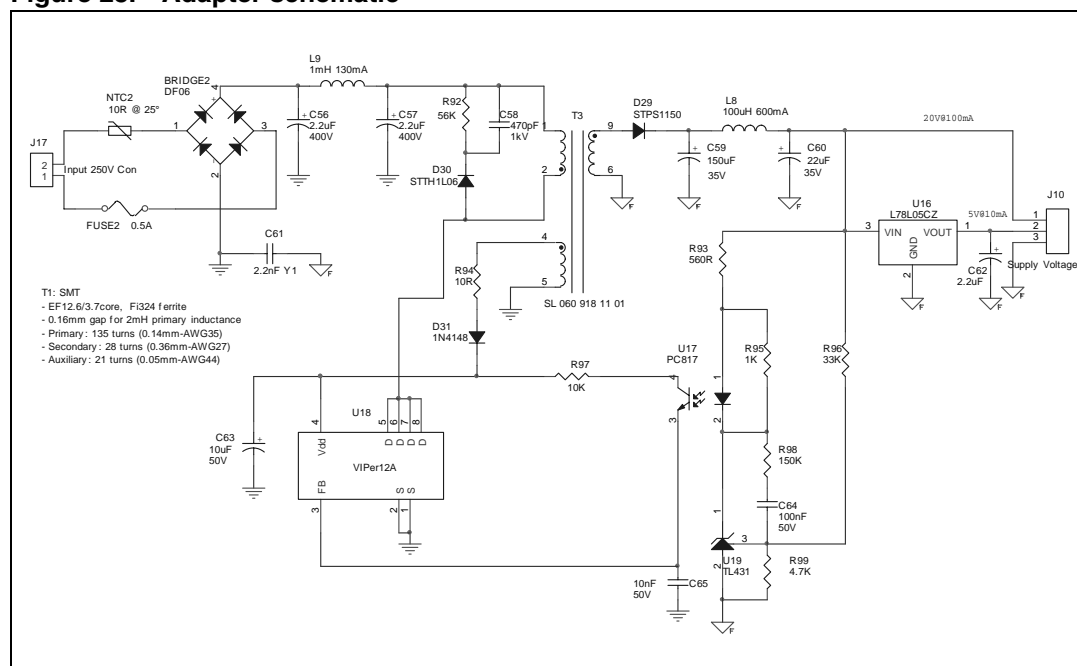 L9
1mH 130mA
BRIDGE2
DF06
NTC2
10R @ 25°
4
1
3
2
J17
2
1
Input 250V Con
FUSE2 0.5A
C56
2.2uF
400V
C57
2.2uF
400V
R92
56K
C58
470pF
1kV
D30
STTH1L06
C61
2.2nF Y1
F
T3
1
2
4
5
9
6
SL 060 918 11 01
D29
STPS1150
L8
100uH 600mA
20V@100mA
C59
150uF
35V
C60
22uF
35V
F
F
F
U16
L78L05CZ
3
VIN
VOUT
GND
1
2
5V@10mA
J10
1
2
3
Supply Voltage
C62
2.2uF
F
F
F
R94
10R
D31
1N4148
T1: SMT
- EF12.6/3.7core, Fi324 ferrite
- 0.16mm gap for 2mH primary inductance
- Primary: 135 turns (0.14mm-AWG35)
- Secondary: 28 turns (0.36mm-AWG27)
- Auxiliary: 21 turns (0.05mm-AWG44)
R93
560R
R97
10K
U17
PC817
4
3
1
2
R95
1K
R96
33K
C63
10uF
50V
U18
4
5
6
7
8
Vdd
D
D
D
D
VIPer12A
FB
S
S
3
2
1
R98
150K
C64
100nF
50V
1
3
2
U19
TL431
R99
4.7K
10nF
50V
C65
F